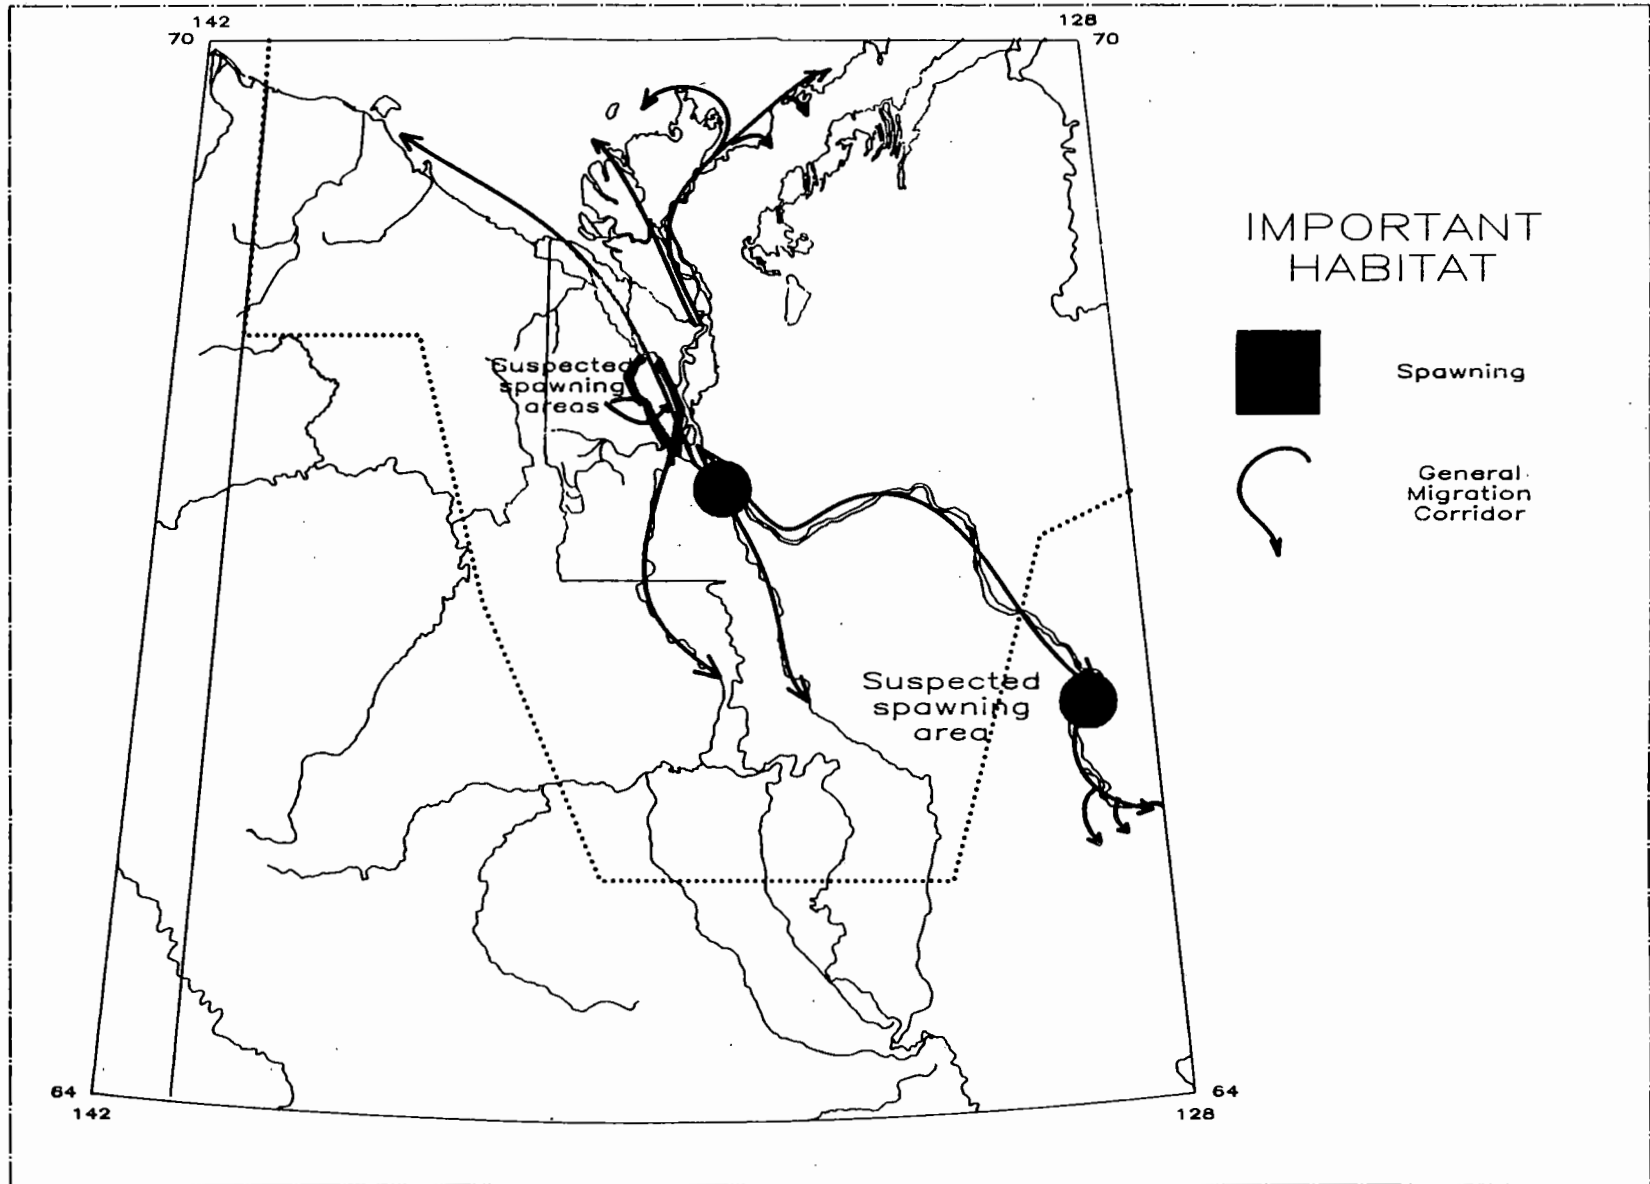 142
128
70
70
IMPORTANT
HABITAT
Suspected
spawning
areas
Spawning
General
Migration
Corridor
Suspected
spawning
area
64
64
142
128